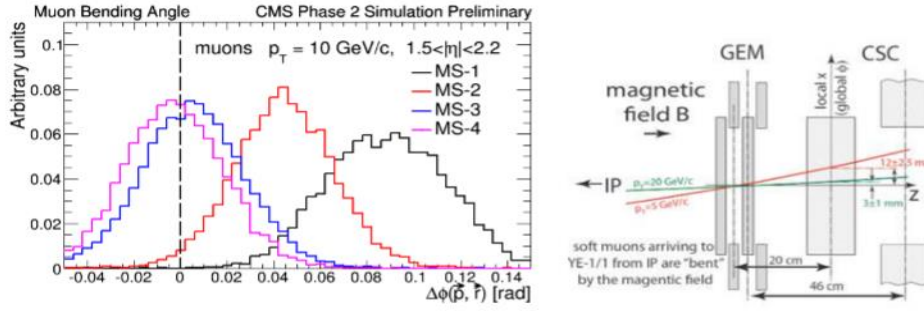 Muon Bending Angle
CMS Phase 2 Simulation Preliminary
Arbitrary units
0.1
0.08
0.06
0.04
0.02
0
muons p_T = 10 GeV/c, 1.5<|η|<2.2
MS-1
MS-2
MS-3
MS-4
-0.04 -0.02 0 0.02 0.04 0.06 0.08 0.1 0.12 0.14
Δφ(p⃗, r⃗) [rad]
GEM
CSC
local x
(global ϕ)
magnetic
field B
12±2.5 m
IP
p_T=20 GeV/c
p_T=5 GeV/c
Z
3±1 mm
soft muons arriving to
YE-1/1 from IP are "bent"
by the magentic field
20 cm
46 cm